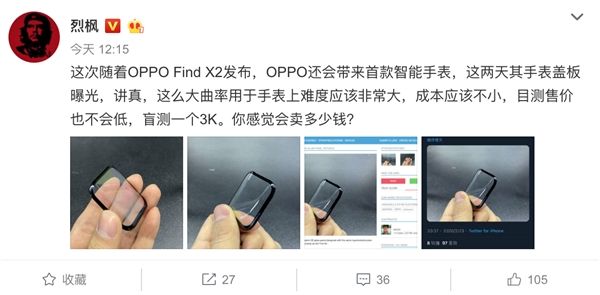 烈枫
今天 12:15
这次随着OPPO Find X2发布，OPPO还会带来首款智能手表，这两天其手表盖板
曝光，讲真，这么大曲率用于手表上难度应该非常大，成本应该不小，目测售价
也不会低，盲测一个3K。你感觉会卖多少钱？
Twitter for iPhone
收藏
27
36
105